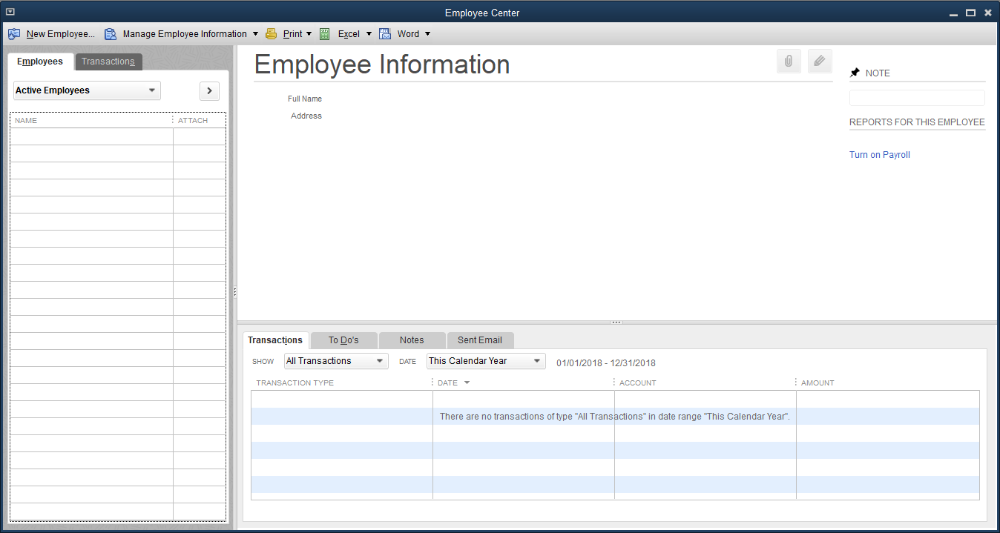 Employee Center
New Employee... Manage Employee Information Print Excel Word
Employees Transactions
Active Employees
NAME ATTACH
Employee Information
Full Name
Address
NOTE
REPORTS FOR THIS EMPLOYEE
Turn on Payroll
Transactions To Do's Notes Sent Email
SHOW All Transactions DATE This Calendar Year 01/01/2018 - 12/31/2018
TRANSACTION TYPE DATE ACCOUNT AMOUNT
There are no transactions of type "All Transactions" in date range "This Calendar Year".